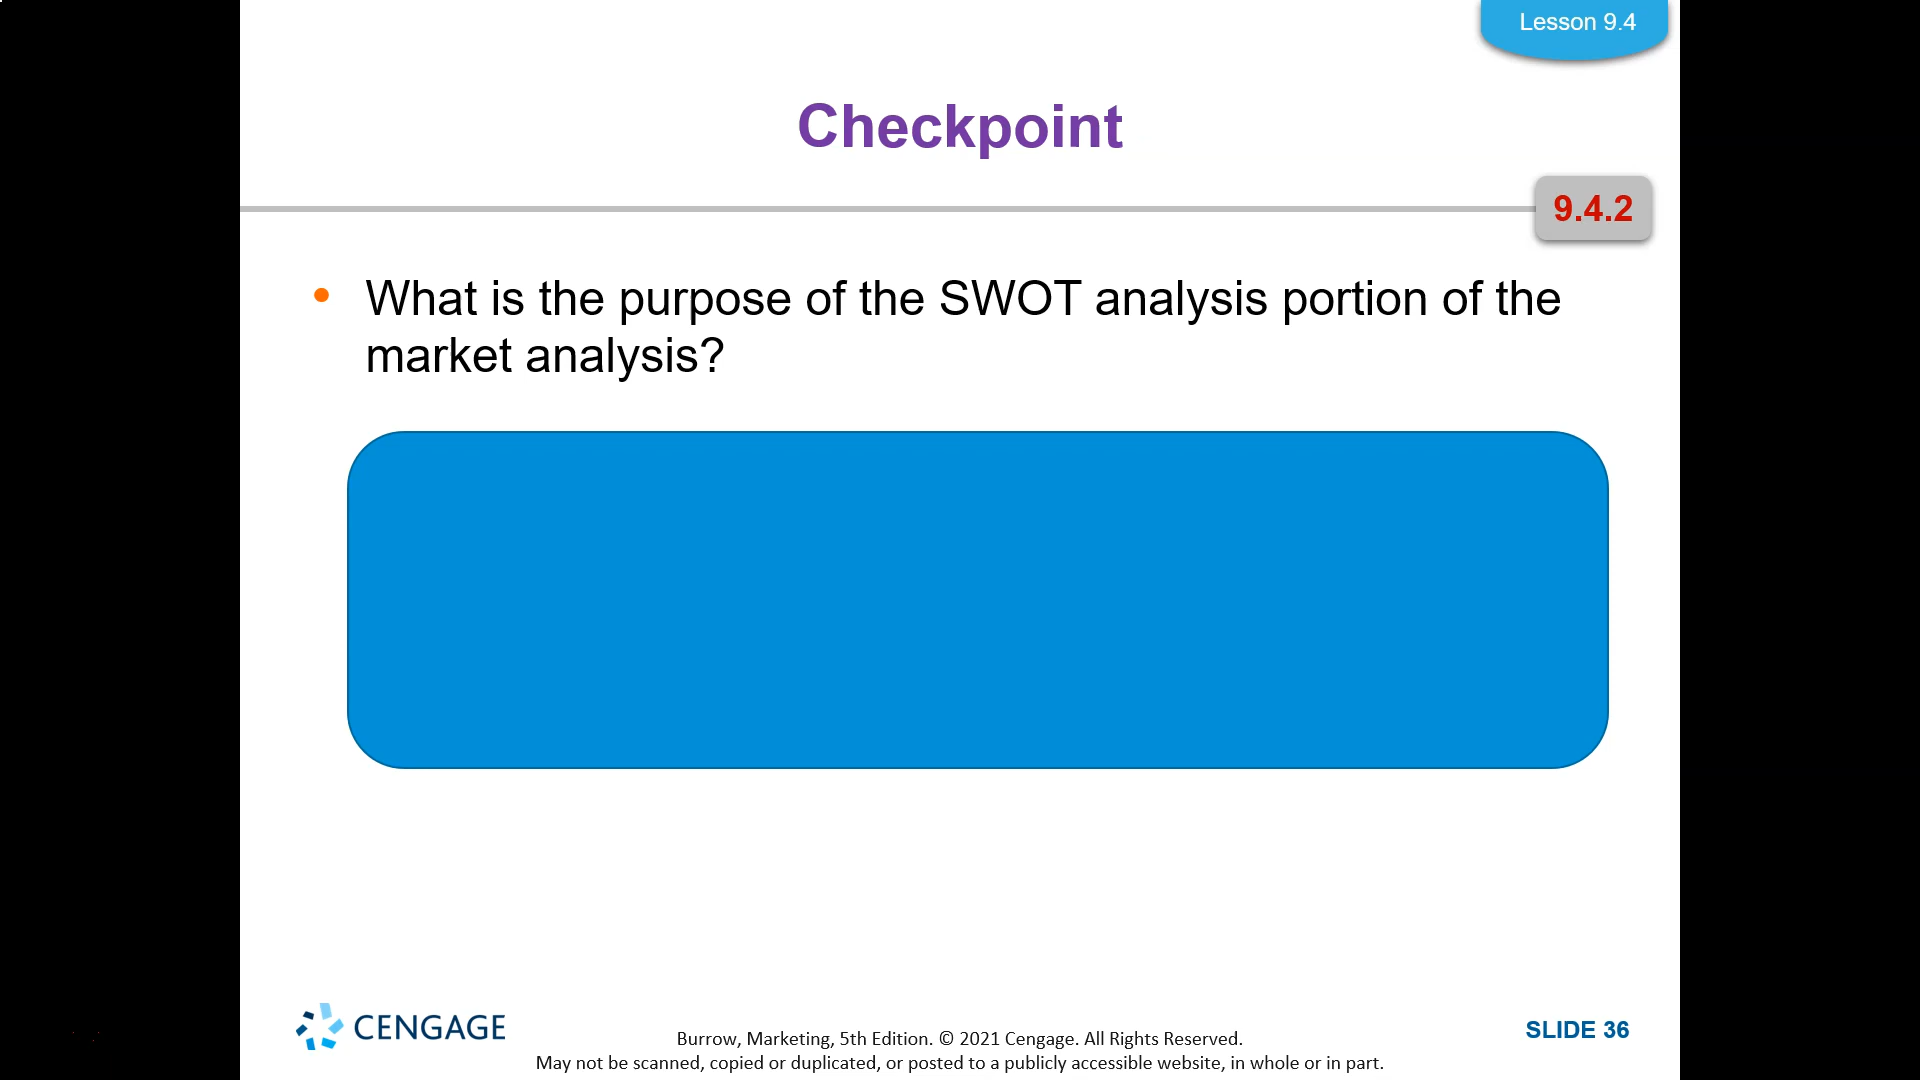 Lesson 9.4
Checkpoint
9.4.2
• What is the purpose of the SWOT analysis portion of the
market analysis?
CENGAGE
Burrow, Marketing, 5th Edition. © 2021 Cengage. All Rights Reserved.
May not be scanned, copied or duplicated, or posted to a publicly accessible website, in whole or in part.
SLIDE 36